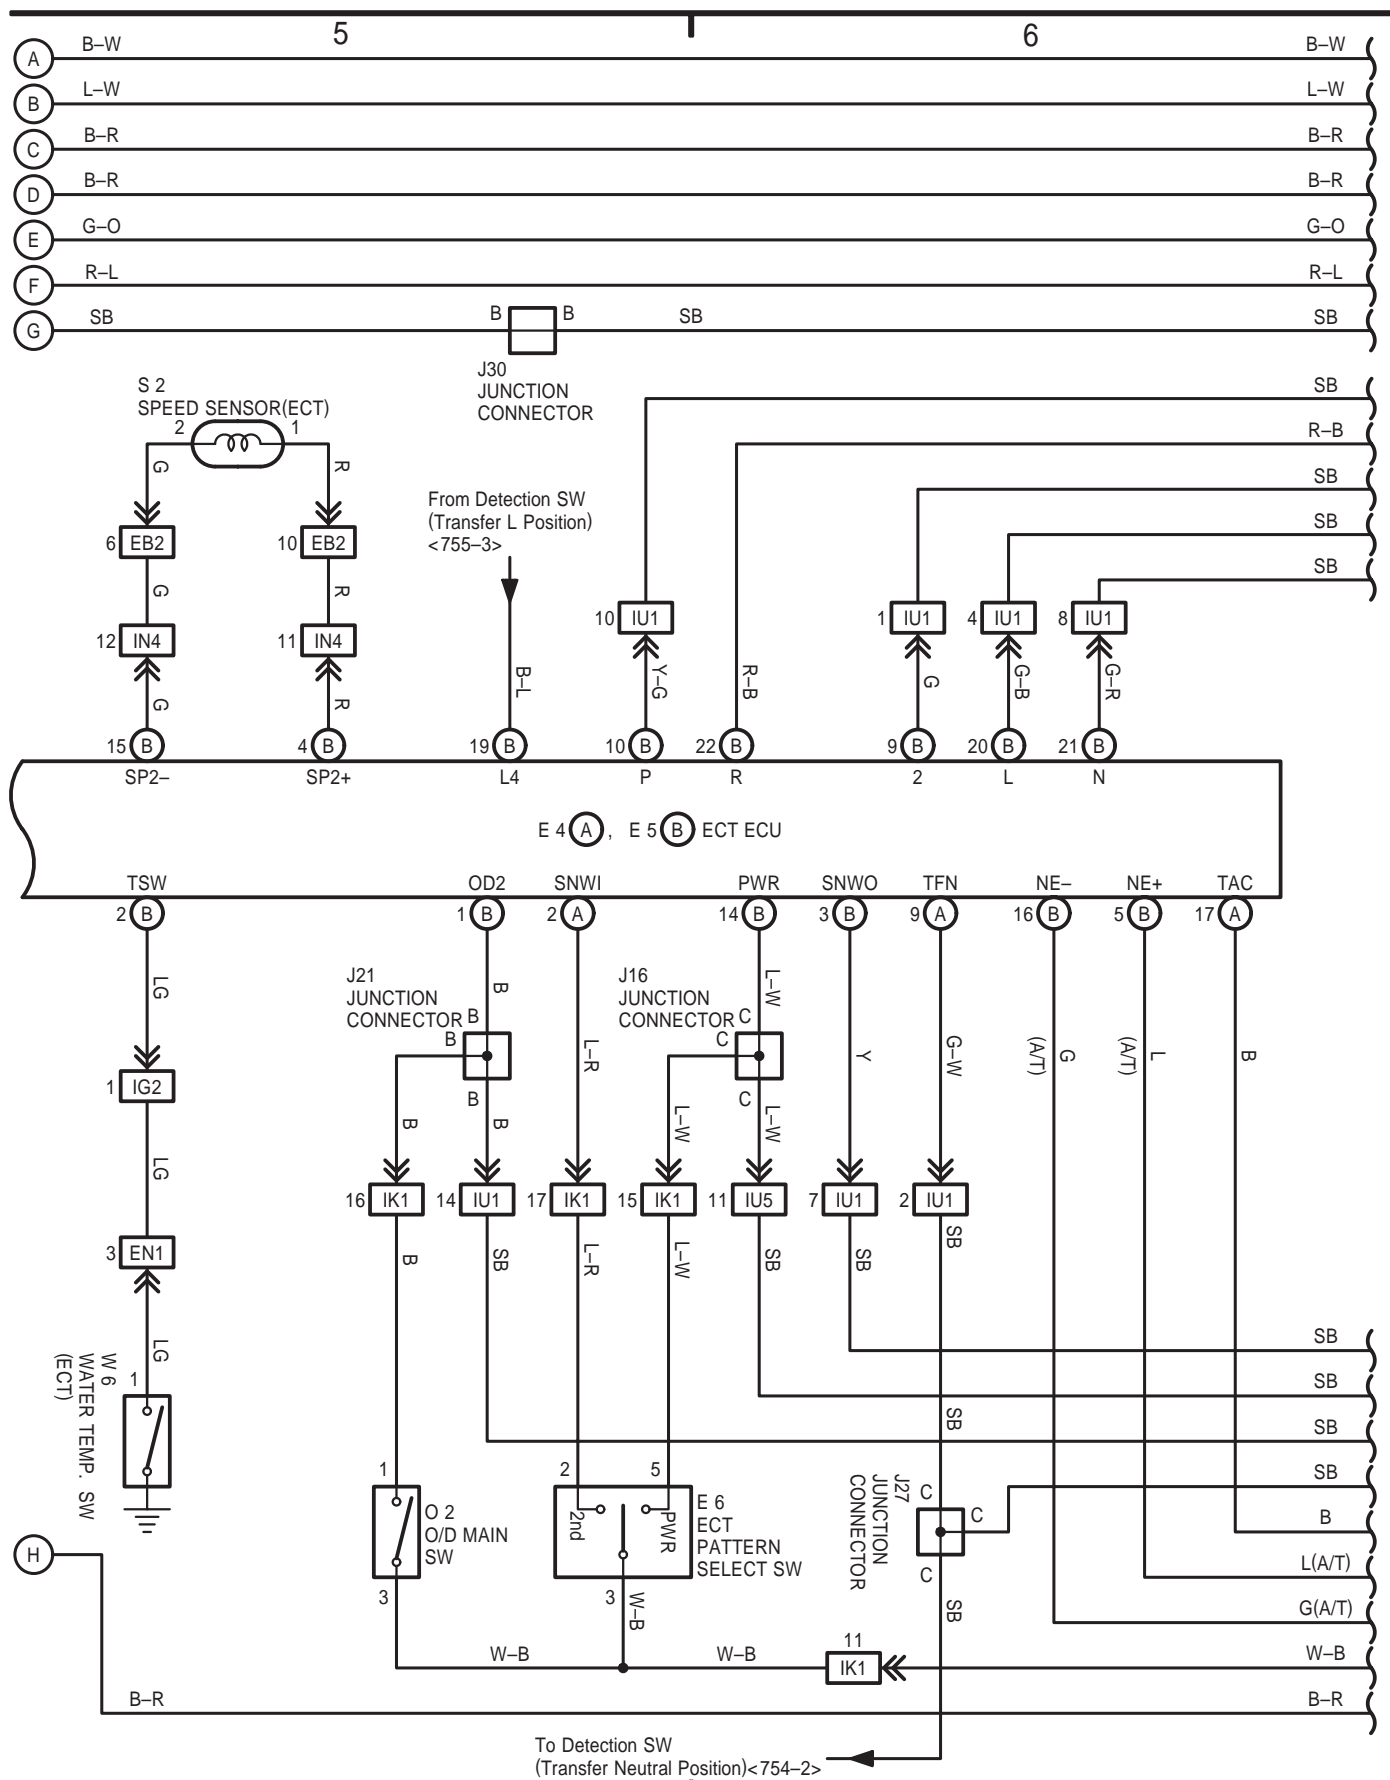 5 6
A B–W B–W
B L–W L–W
C B–R B–R
D B–R B–R
E G–O G–O
F R–L R–L
G SB B B SB SB
J30
JUNCTION
CONNECTOR
S 2
SPEED SENSOR(ECT)
2 1
SB
R–B
SB
SB
SB
G R
From Detection SW
(Transfer L Position)
<755–3>
6 EB2 10 EB2
G R
10 IU1 1 IU1 4 IU1 8 IU1
12 IN4 11 IN4
G R B–L Y–G R–B G G–B G–R
15 B 4 B 19 B 10 B 22 B 9 B 20 B 21 B
SP2– SP2+ L4 P R 2 L N
E 4 A , E 5 B ECT ECU
TSW OD2 SNWI PWR SNWO TFN NE– NE+ TAC
2 B 1 B 2 A 14 B 3 B 9 A 16 B 5 B 17 A
LG B L–W
J21
JUNCTION
CONNECTOR
B
B
B
J16
JUNCTION
CONNECTOR
C
C
C
L–R Y G–W G (A/T) L (A/T) B
1 IG2
B B L–W L–W
LG
16 IK1 14 IU1 17 IK1 15 IK1 11 IU5 7 IU1 2 IU1
3 EN1
B SB L–R L–W SB SB SB
LG
W 6
WATER TEMP. SW
(ECT)
1
SB
SB
SB SB
SB
1 2 5
O 2
O/D MAIN
SW
3
2nd PWR
E 6
ECT
PATTERN
SELECT SW
3
W–B
J27
JUNCTION
CONNECTOR
C
C
C
SB
B
L(A/T)
G(A/T)
H
W–B W–B 11 IK1 W–B
B–R B–R
To Detection SW
(Transfer Neutral Position)<754–2>